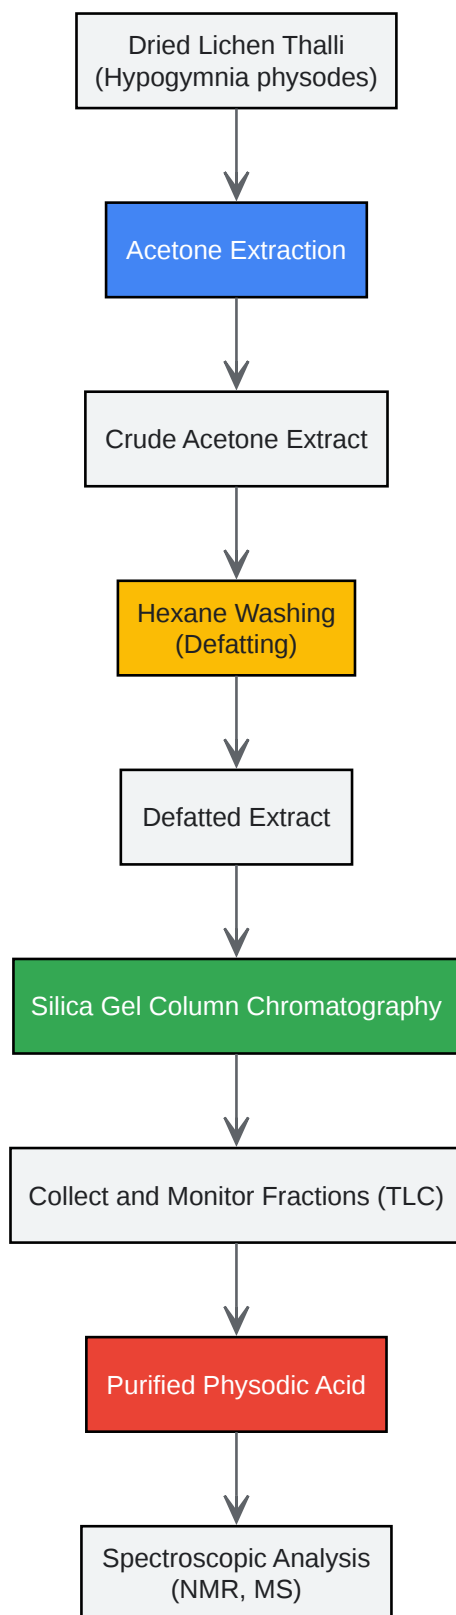 Dried Lichen Thalli
(Hypogymnia physodes)
Acetone Extraction
Crude Acetone Extract
Hexane Washing
(Defatting)
Defatted Extract
Silica Gel Column Chromatography
Collect and Monitor Fractions (TLC)
Purified Physodic Acid
Spectroscopic Analysis
(NMR, MS)